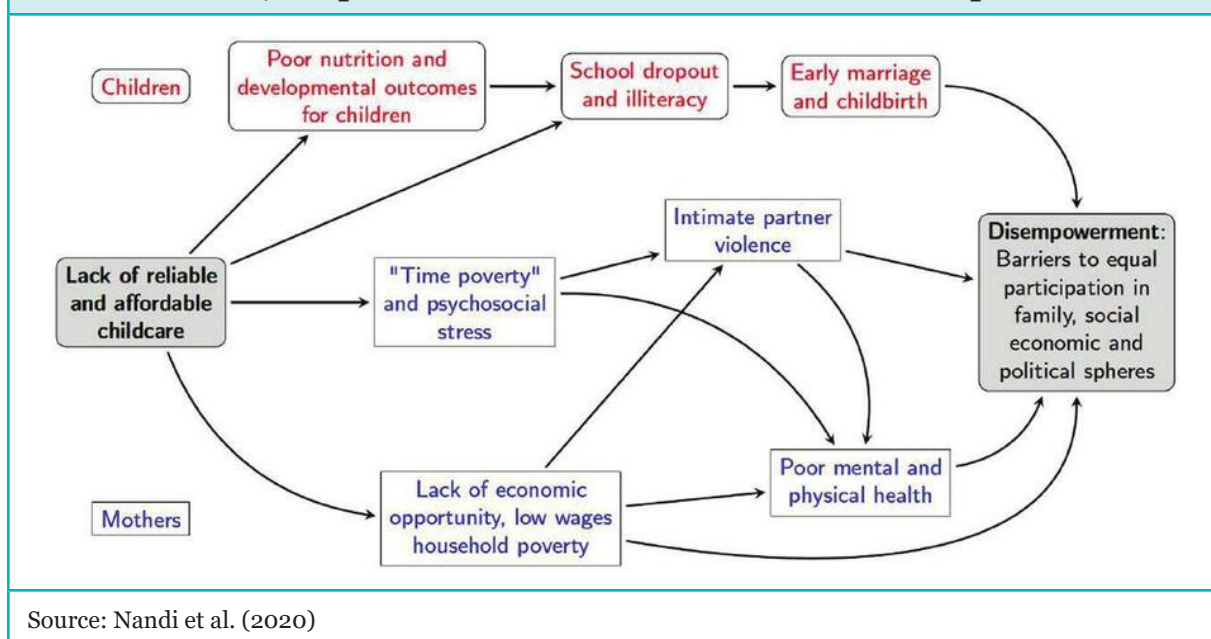 Children
Poor nutrition and
developmental outcomes
for children
School dropout
and illiteracy
Early marriage
and childbirth
Intimate partner
violence
Disempowerment:
Barriers to equal
participation in
family, social
economic and
political spheres
Lack of reliable
and affordable
childcare
"Time poverty"
and psychosocial
stress
Poor mental and
physical health
Lack of economic
opportunity, low wages
household poverty
Mothers
Source: Nandi et al. (2020)